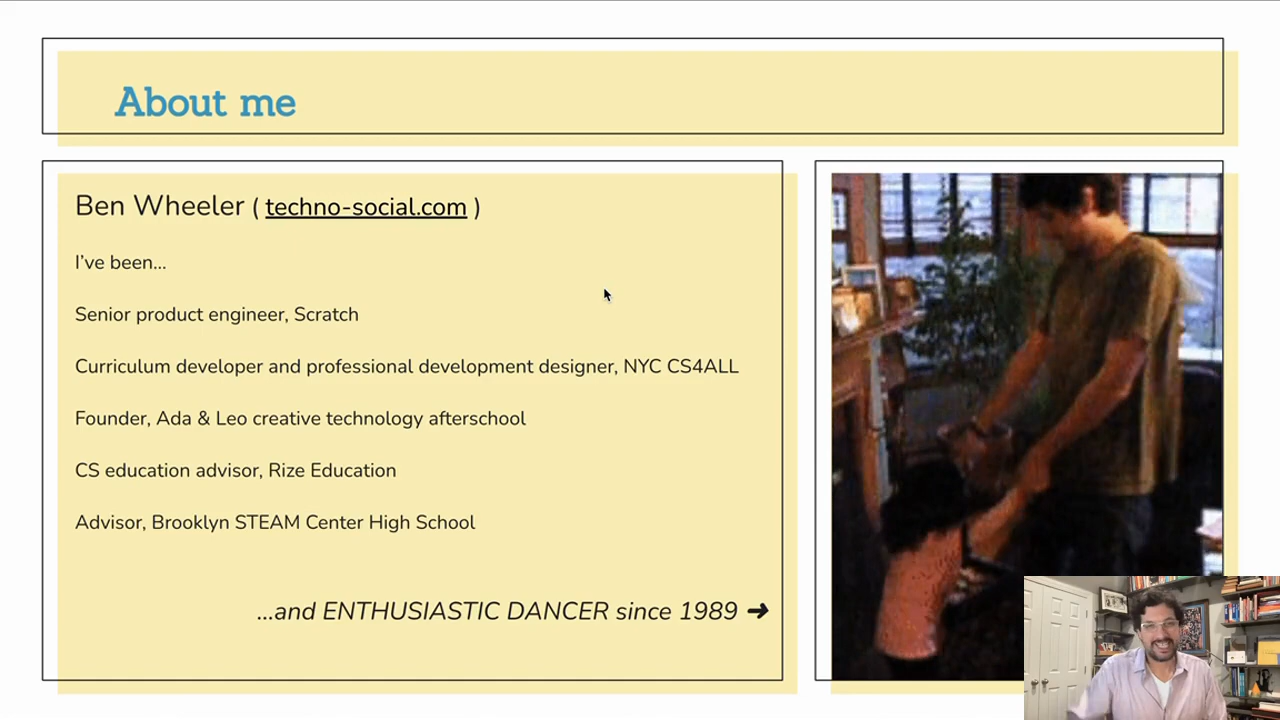 About me
Ben Wheeler ( techno-social.com )
I’ve been...
Senior product engineer, Scratch
Curriculum developer and professional development designer, NYC CS4ALL
Founder, Ada & Leo creative technology afterschool
CS education advisor, Rize Education
Advisor, Brooklyn STEAM Center High School
...and ENTHUSIASTIC DANCER since 1989 ➜